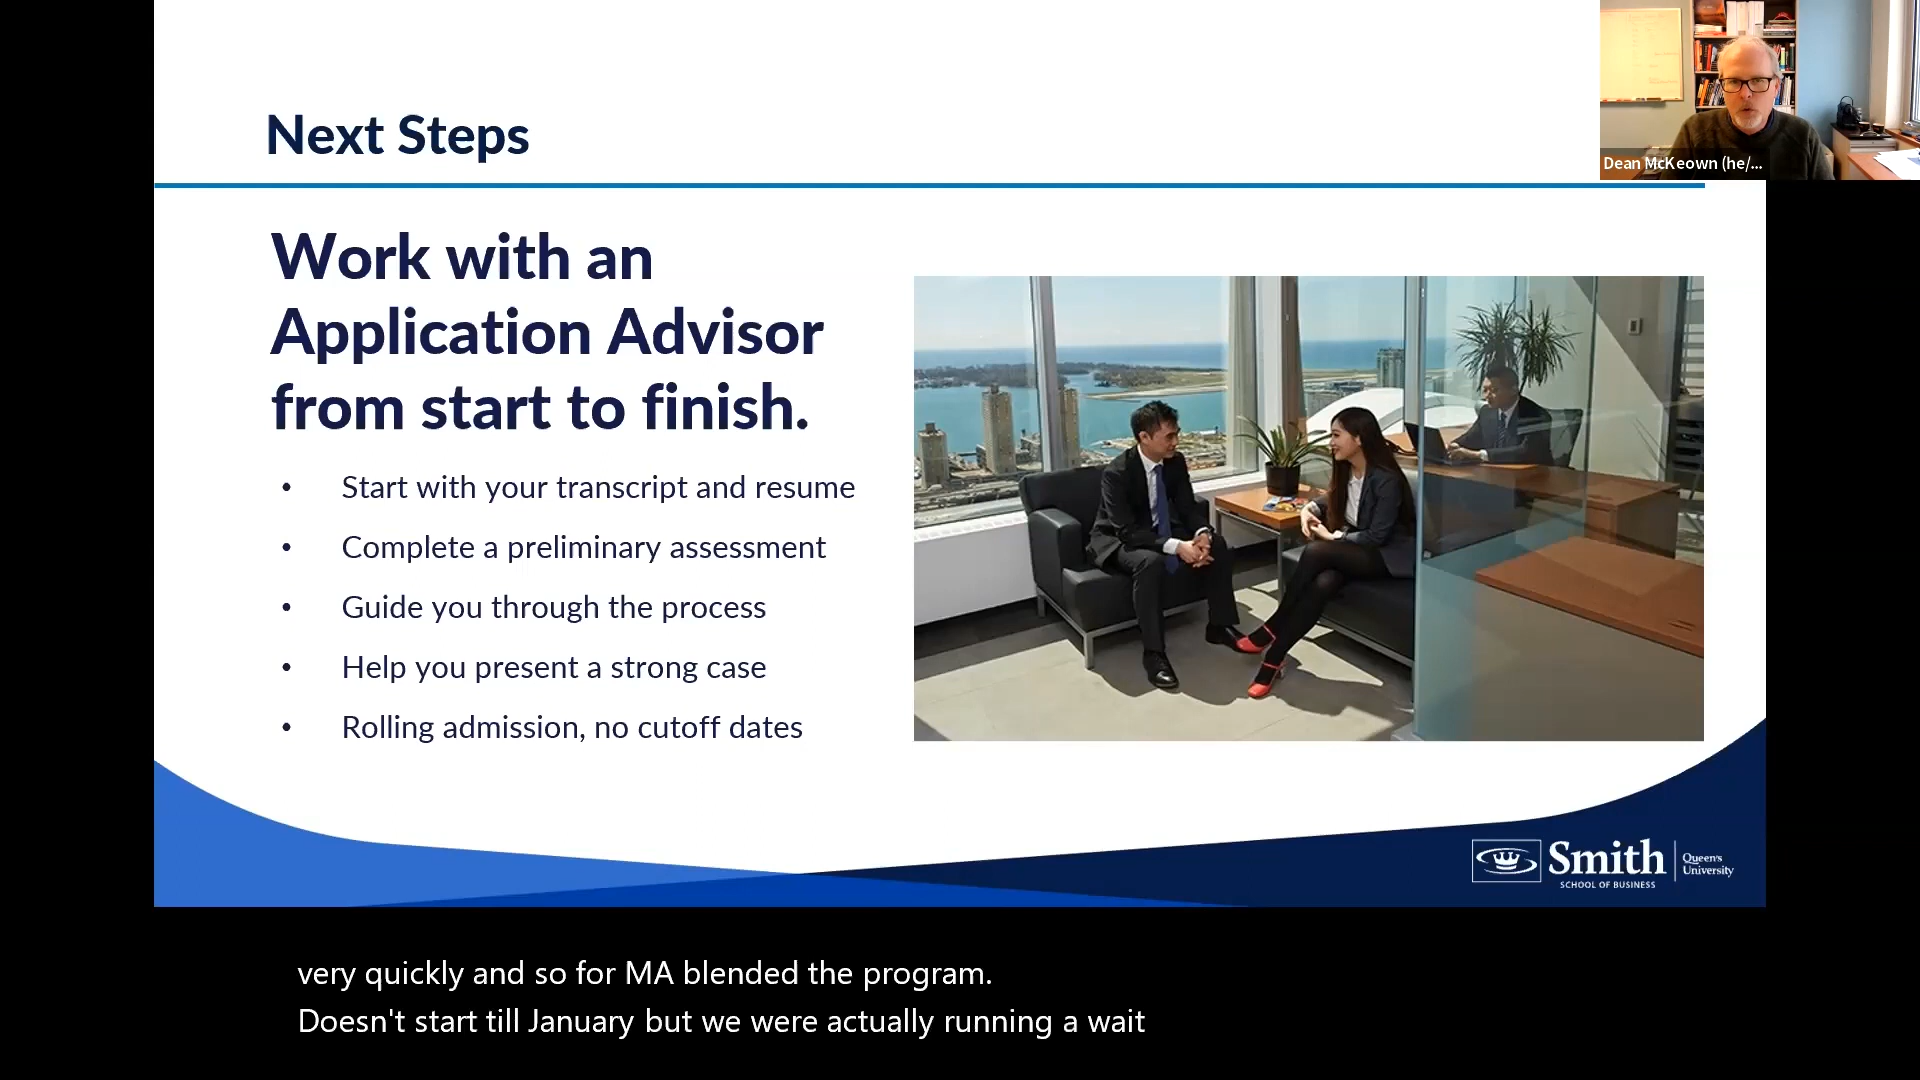 Next Steps
Dean McKeown (he/...
Work with an
Application Advisor
from start to finish.
• Start with your transcript and resume
• Complete a preliminary assessment
• Guide you through the process
• Help you present a strong case
• Rolling admission, no cutoff dates
Smith
SCHOOL OF BUSINESS
Queen's
University
very quickly and so for MA blended the program.
Doesn't start till January but we were actually running a wait